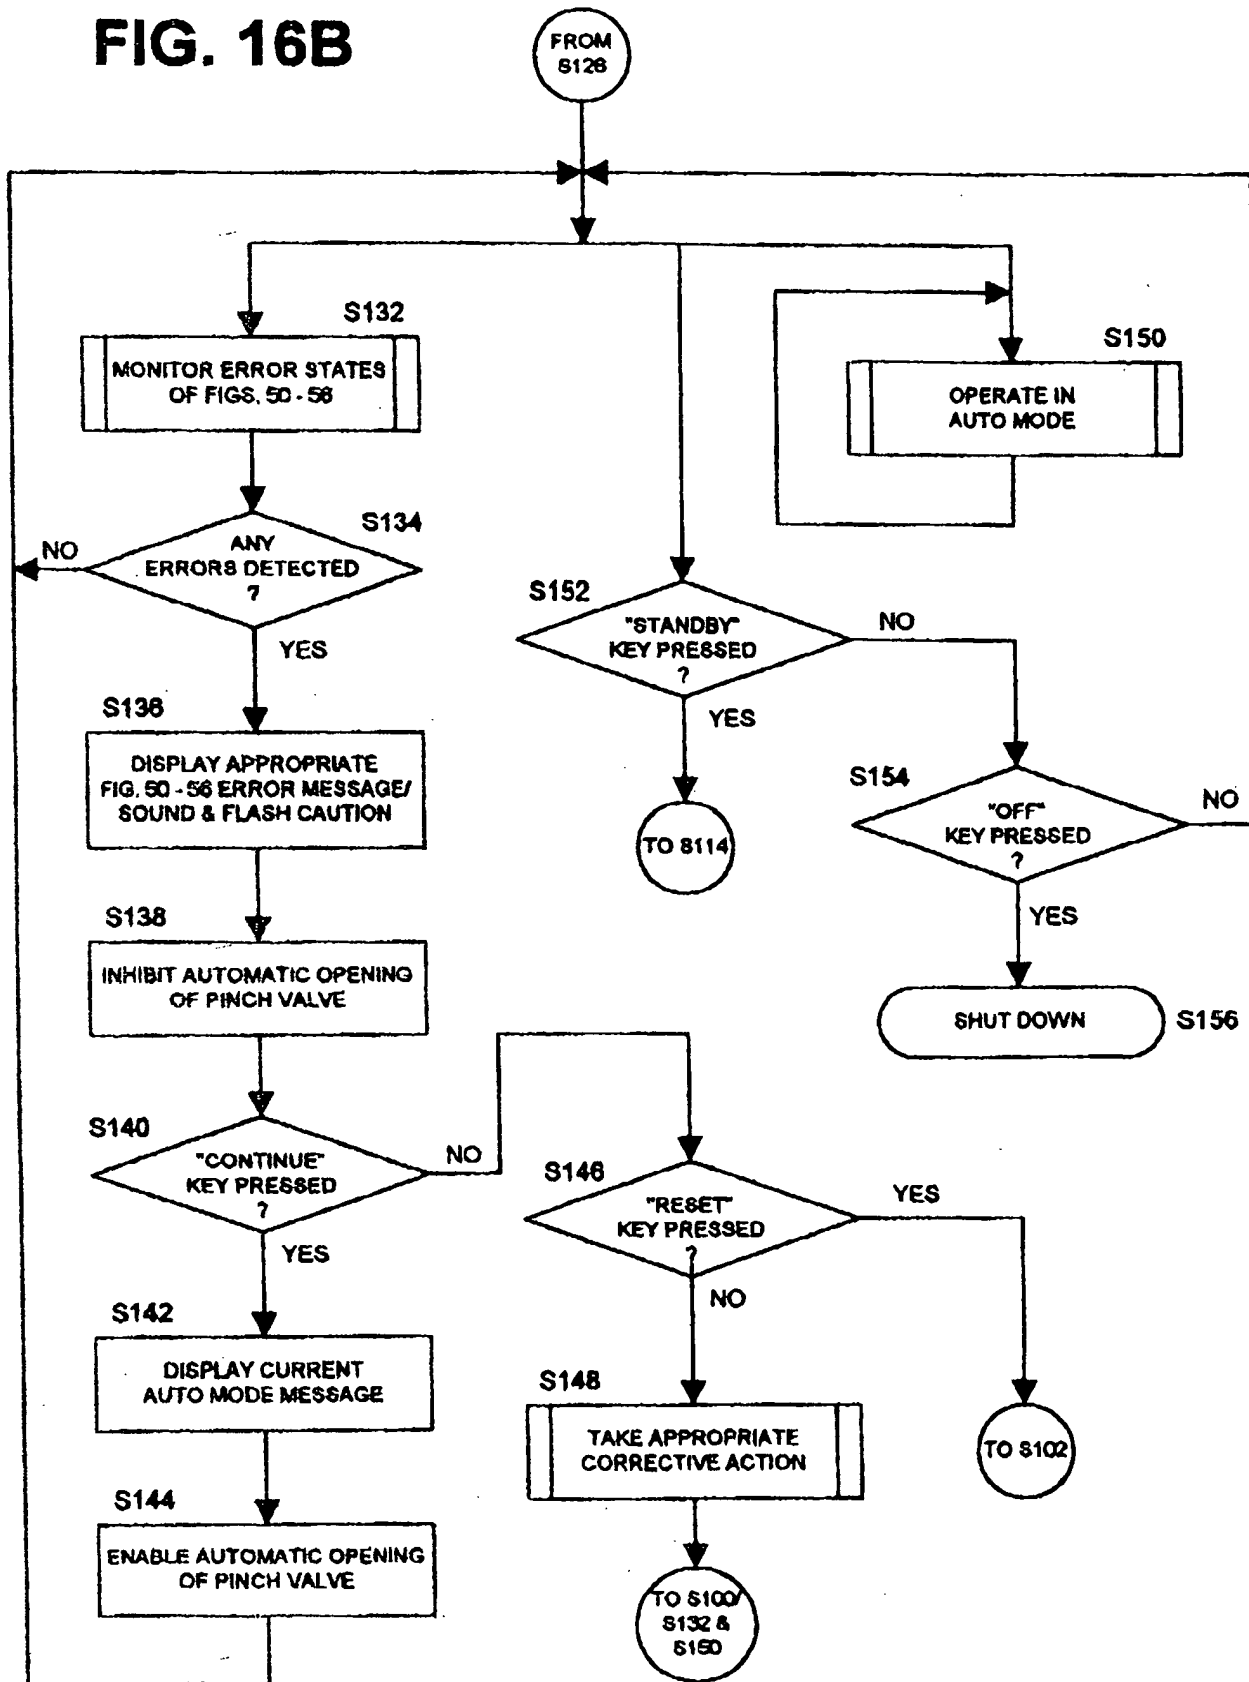 FIG. 16B
FROM
S128
S132
MONITOR ERROR STATES
OF FIGS. 50 - 56
S150
OPERATE IN
AUTO MODE
S134
NO
ANY
ERRORS DETECTED
?
YES
S152
"STANDBY"
KEY PRESSED
?
NO
YES
S136
DISPLAY APPROPRIATE
FIG. 50 - 56 ERROR MESSAGE/
SOUND & FLASH CAUTION
S154
"OFF"
KEY PRESSED
?
NO
YES
TO S114
S138
INHIBIT AUTOMATIC OPENING
OF PINCH VALVE
SHUT DOWN
S156
S140
"CONTINUE"
KEY PRESSED
?
NO
YES
S146
"RESET"
KEY PRESSED
?
YES
NO
S142
DISPLAY CURRENT
AUTO MODE MESSAGE
S148
TAKE APPROPRIATE
CORRECTIVE ACTION
TO S102
S144
ENABLE AUTOMATIC OPENING
OF PINCH VALVE
TO S100/
S132 &
S150